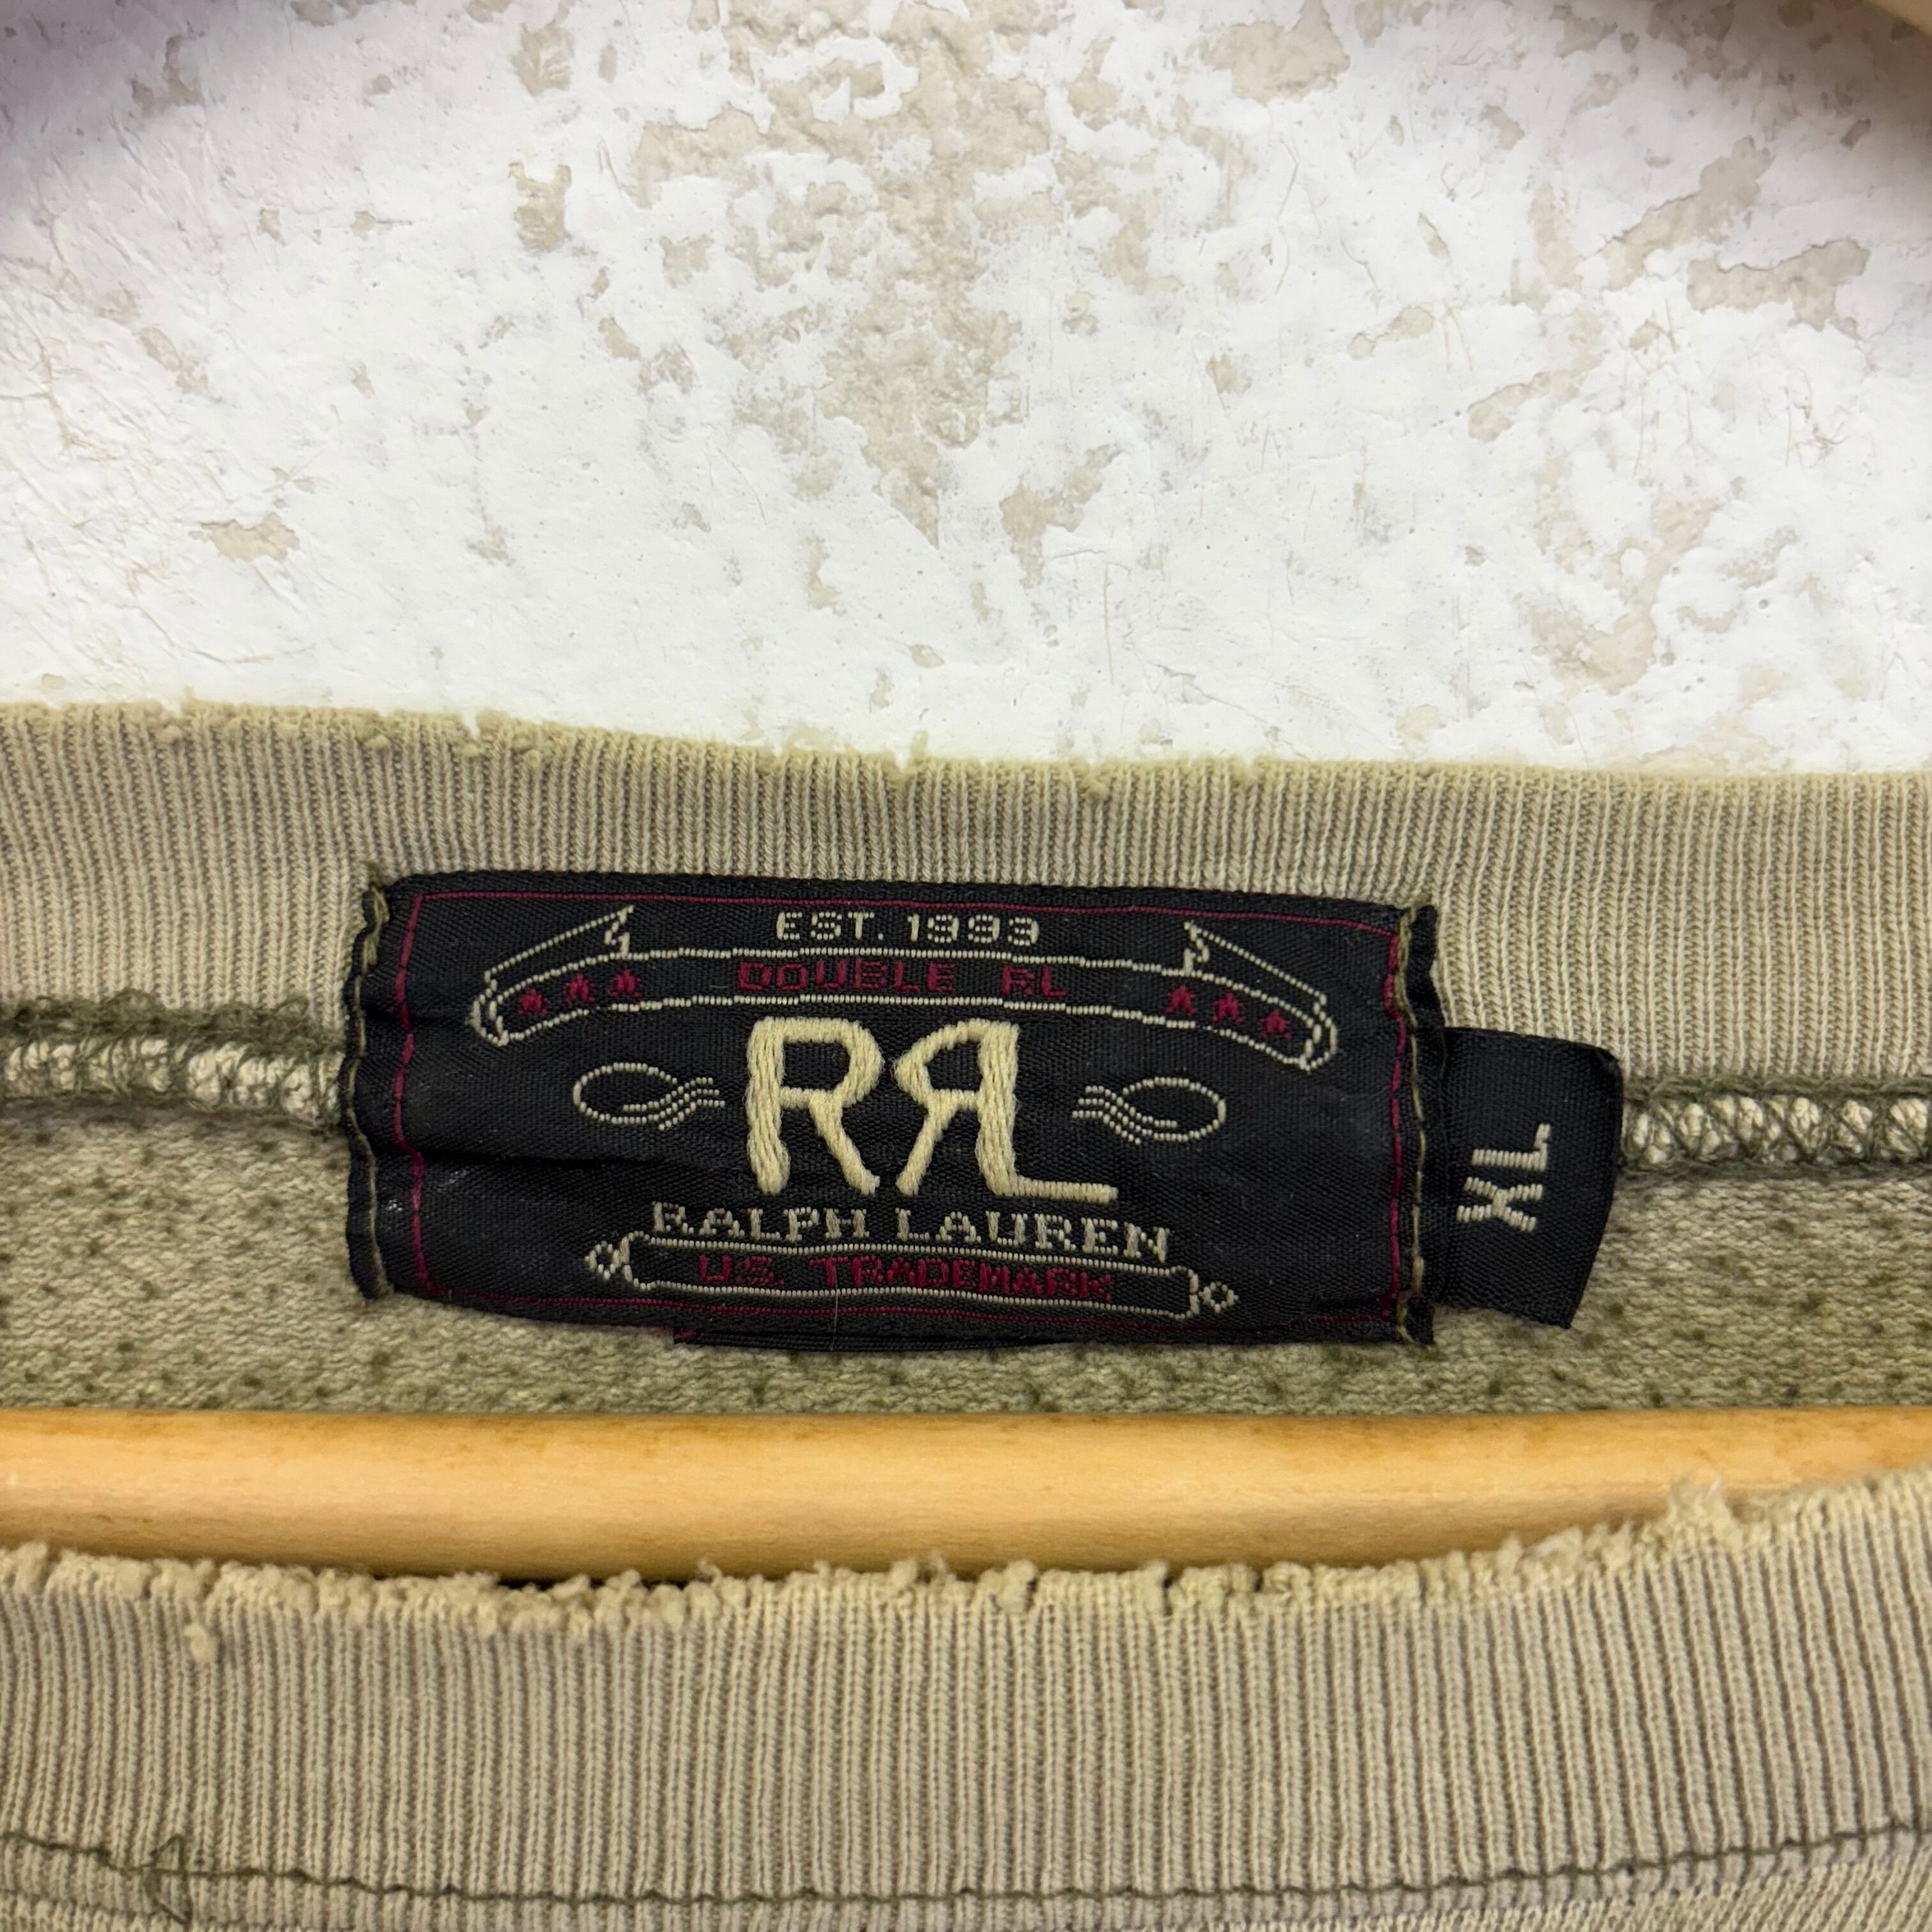 EST. 1993
DOUBLE RL
RRL
RALPH LAUREN
U.S. TRADEMARK
XL